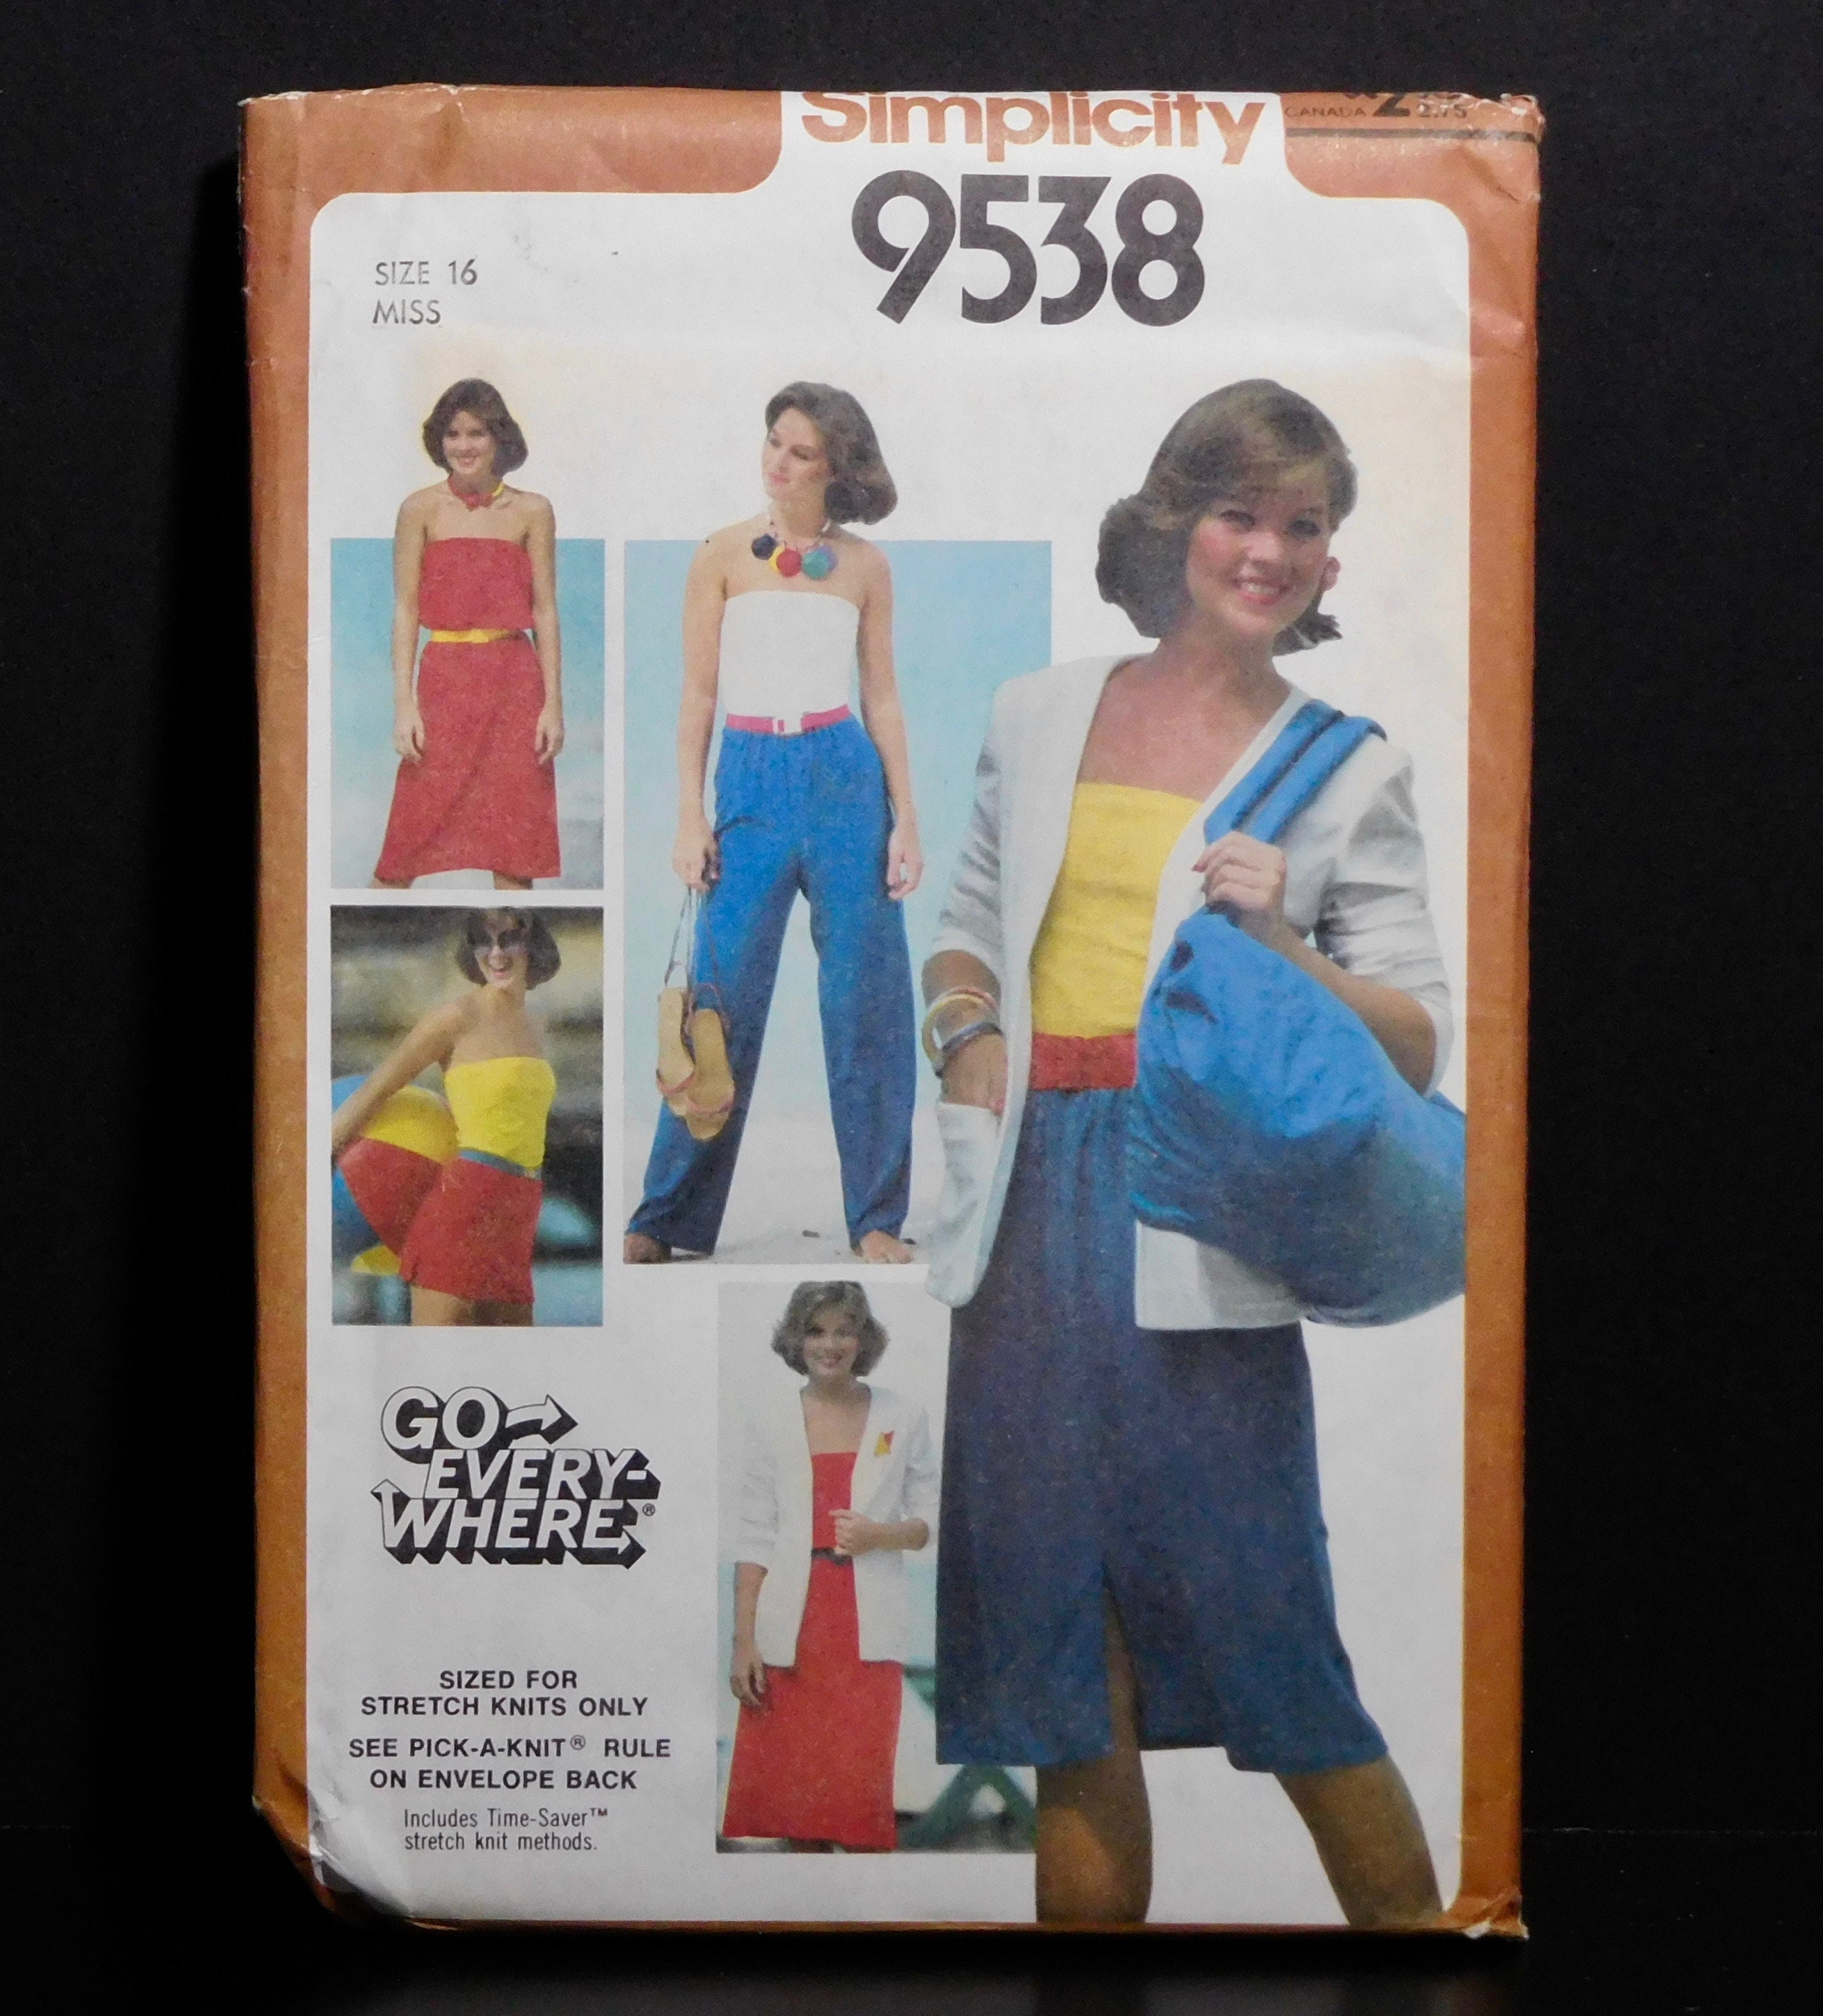 Simplicity
CANADA 2.75
9538
SIZE 16
MISS
GO
EVERY-
WHERE®
SIZED FOR
STRETCH KNITS ONLY
SEE PICK-A-KNIT® RULE
ON ENVELOPE BACK
Includes Time-Saver™
stretch knit methods.